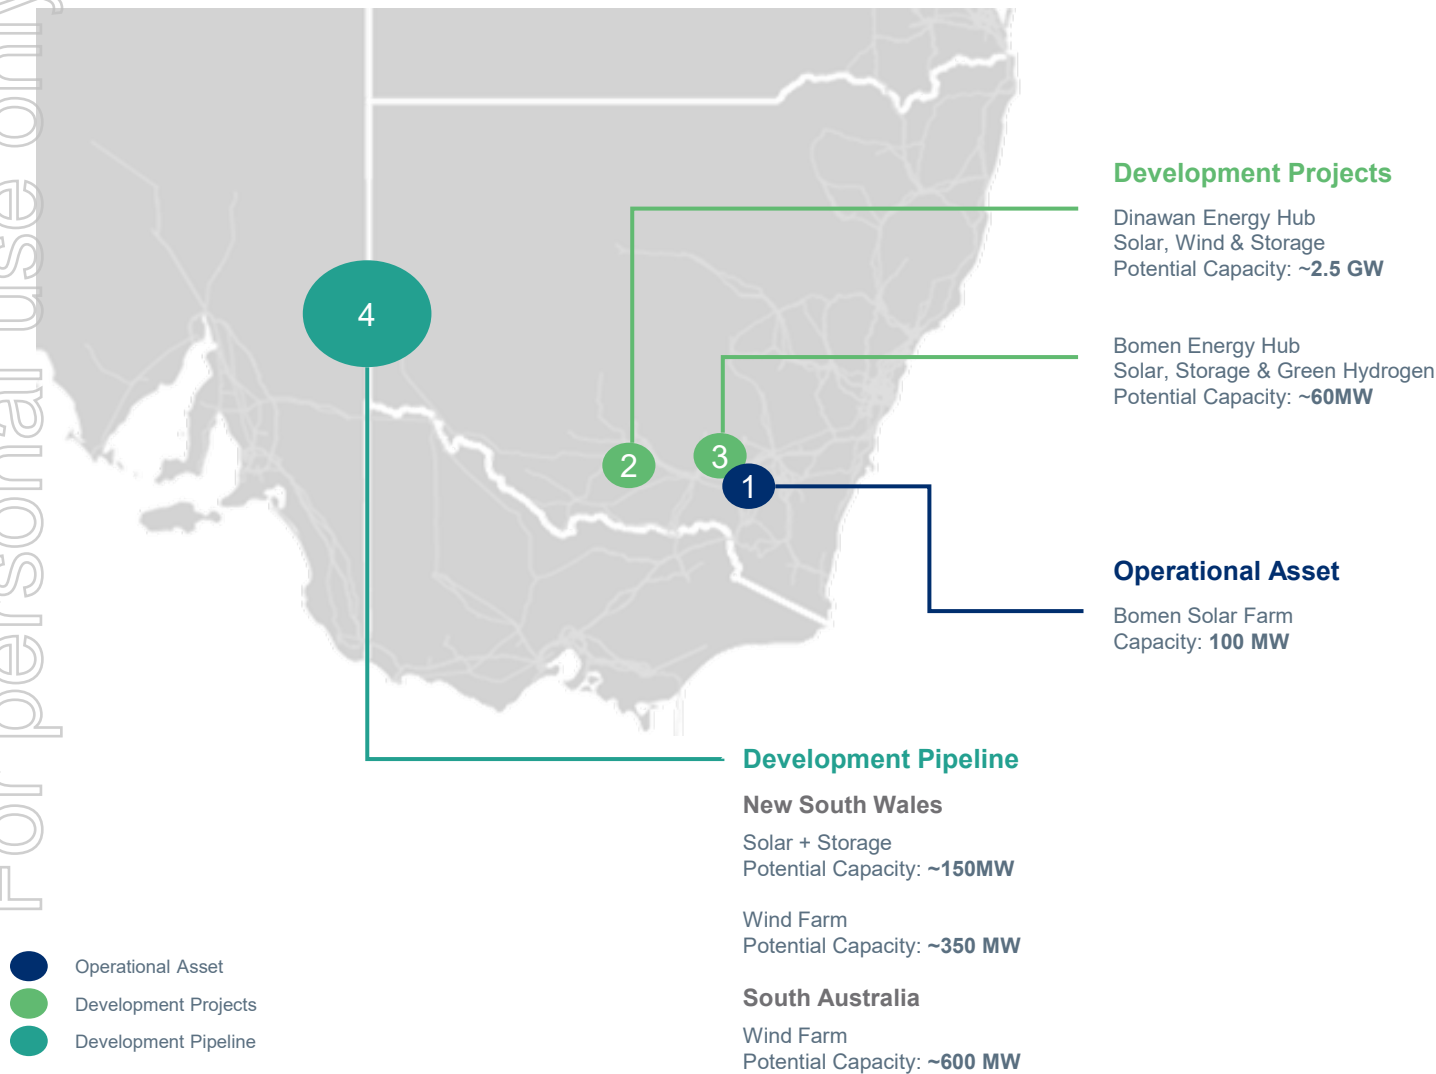 For personal use only
4
2
3
1
Development Projects
Dinawan Energy Hub
Solar, Wind & Storage
Potential Capacity: ~2.5 GW
Bomen Energy Hub
Solar, Storage & Green Hydrogen
Potential Capacity: ~60MW
Operational Asset
Bomen Solar Farm
Capacity: 100 MW
Development Pipeline
New South Wales
Solar + Storage
Potential Capacity: ~150MW
Wind Farm
Potential Capacity: ~350 MW
South Australia
Wind Farm
Potential Capacity: ~600 MW
Operational Asset
Development Projects
Development Pipeline